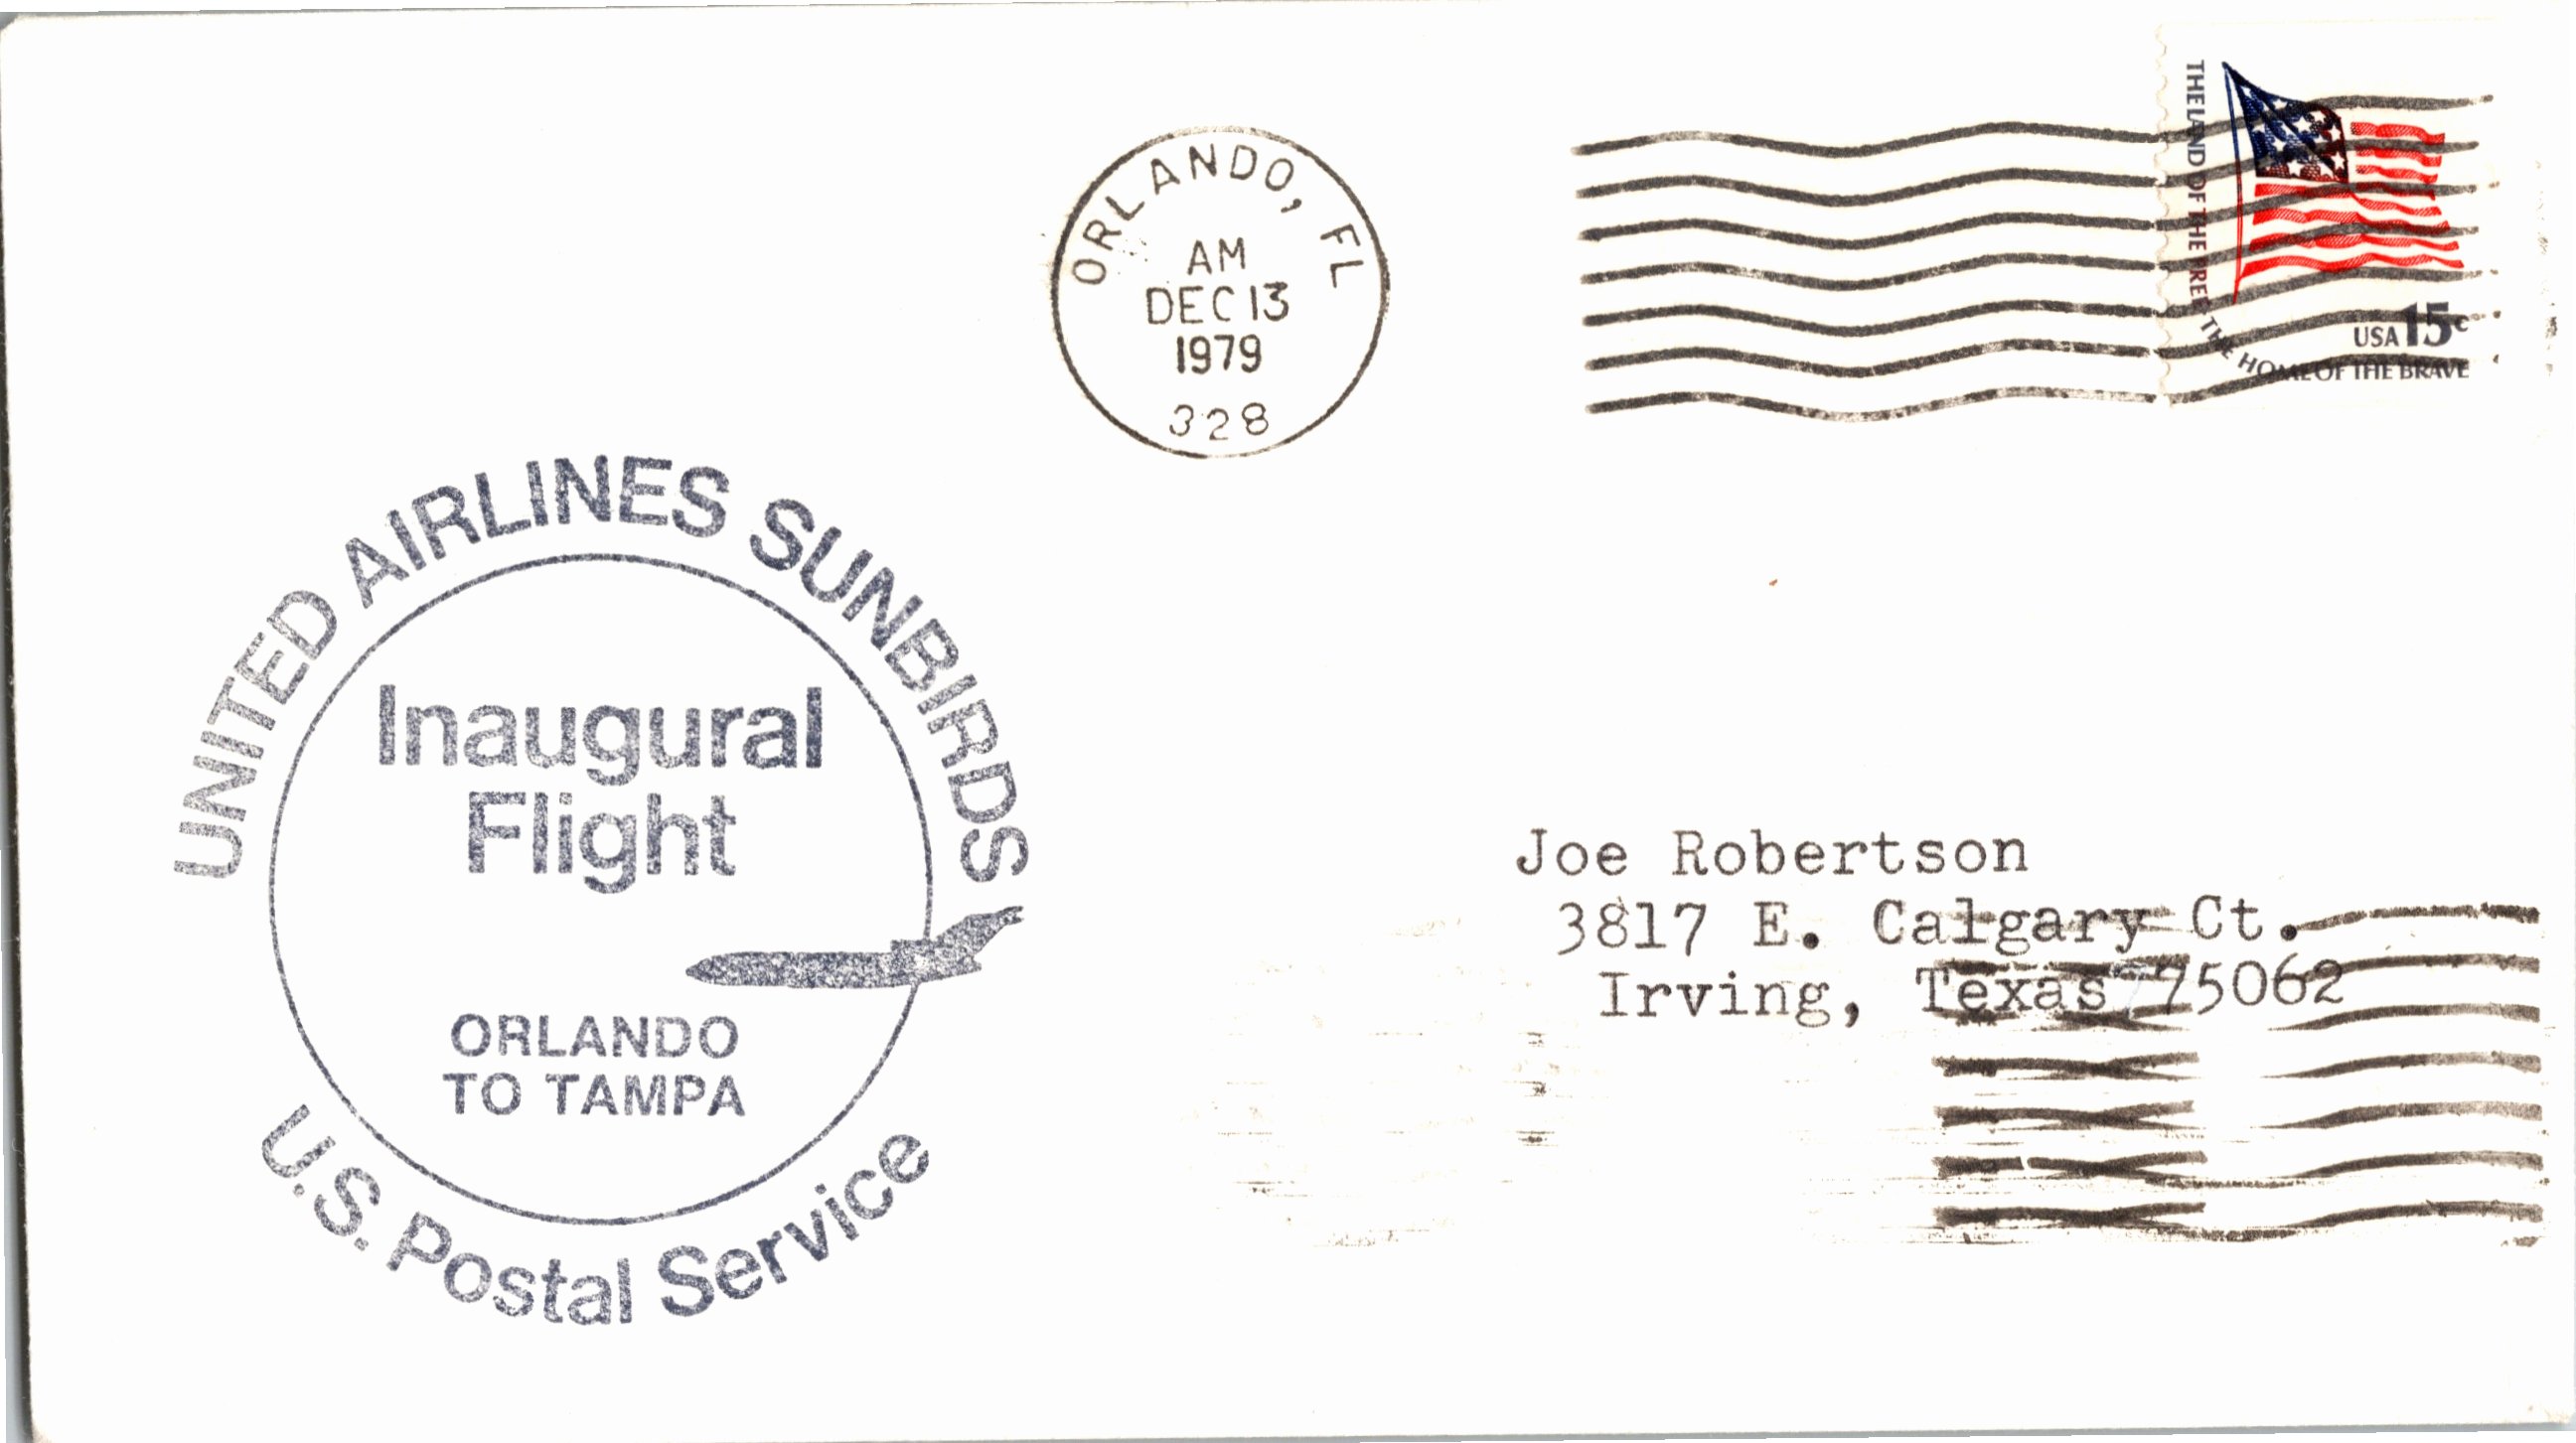 ORLANDO, FL
AM
DEC 13
1979
328
THE LAND OF THE FREE THE HOME OF THE BRAVE
USA 15c
UNITED AIRLINES SUNBIRDS
Inaugural
Flight
ORLANDO
TO TAMPA
U.S. Postal Service
Joe Robertson
3817 E. Calgary Ct.
Irving, Texas 75062